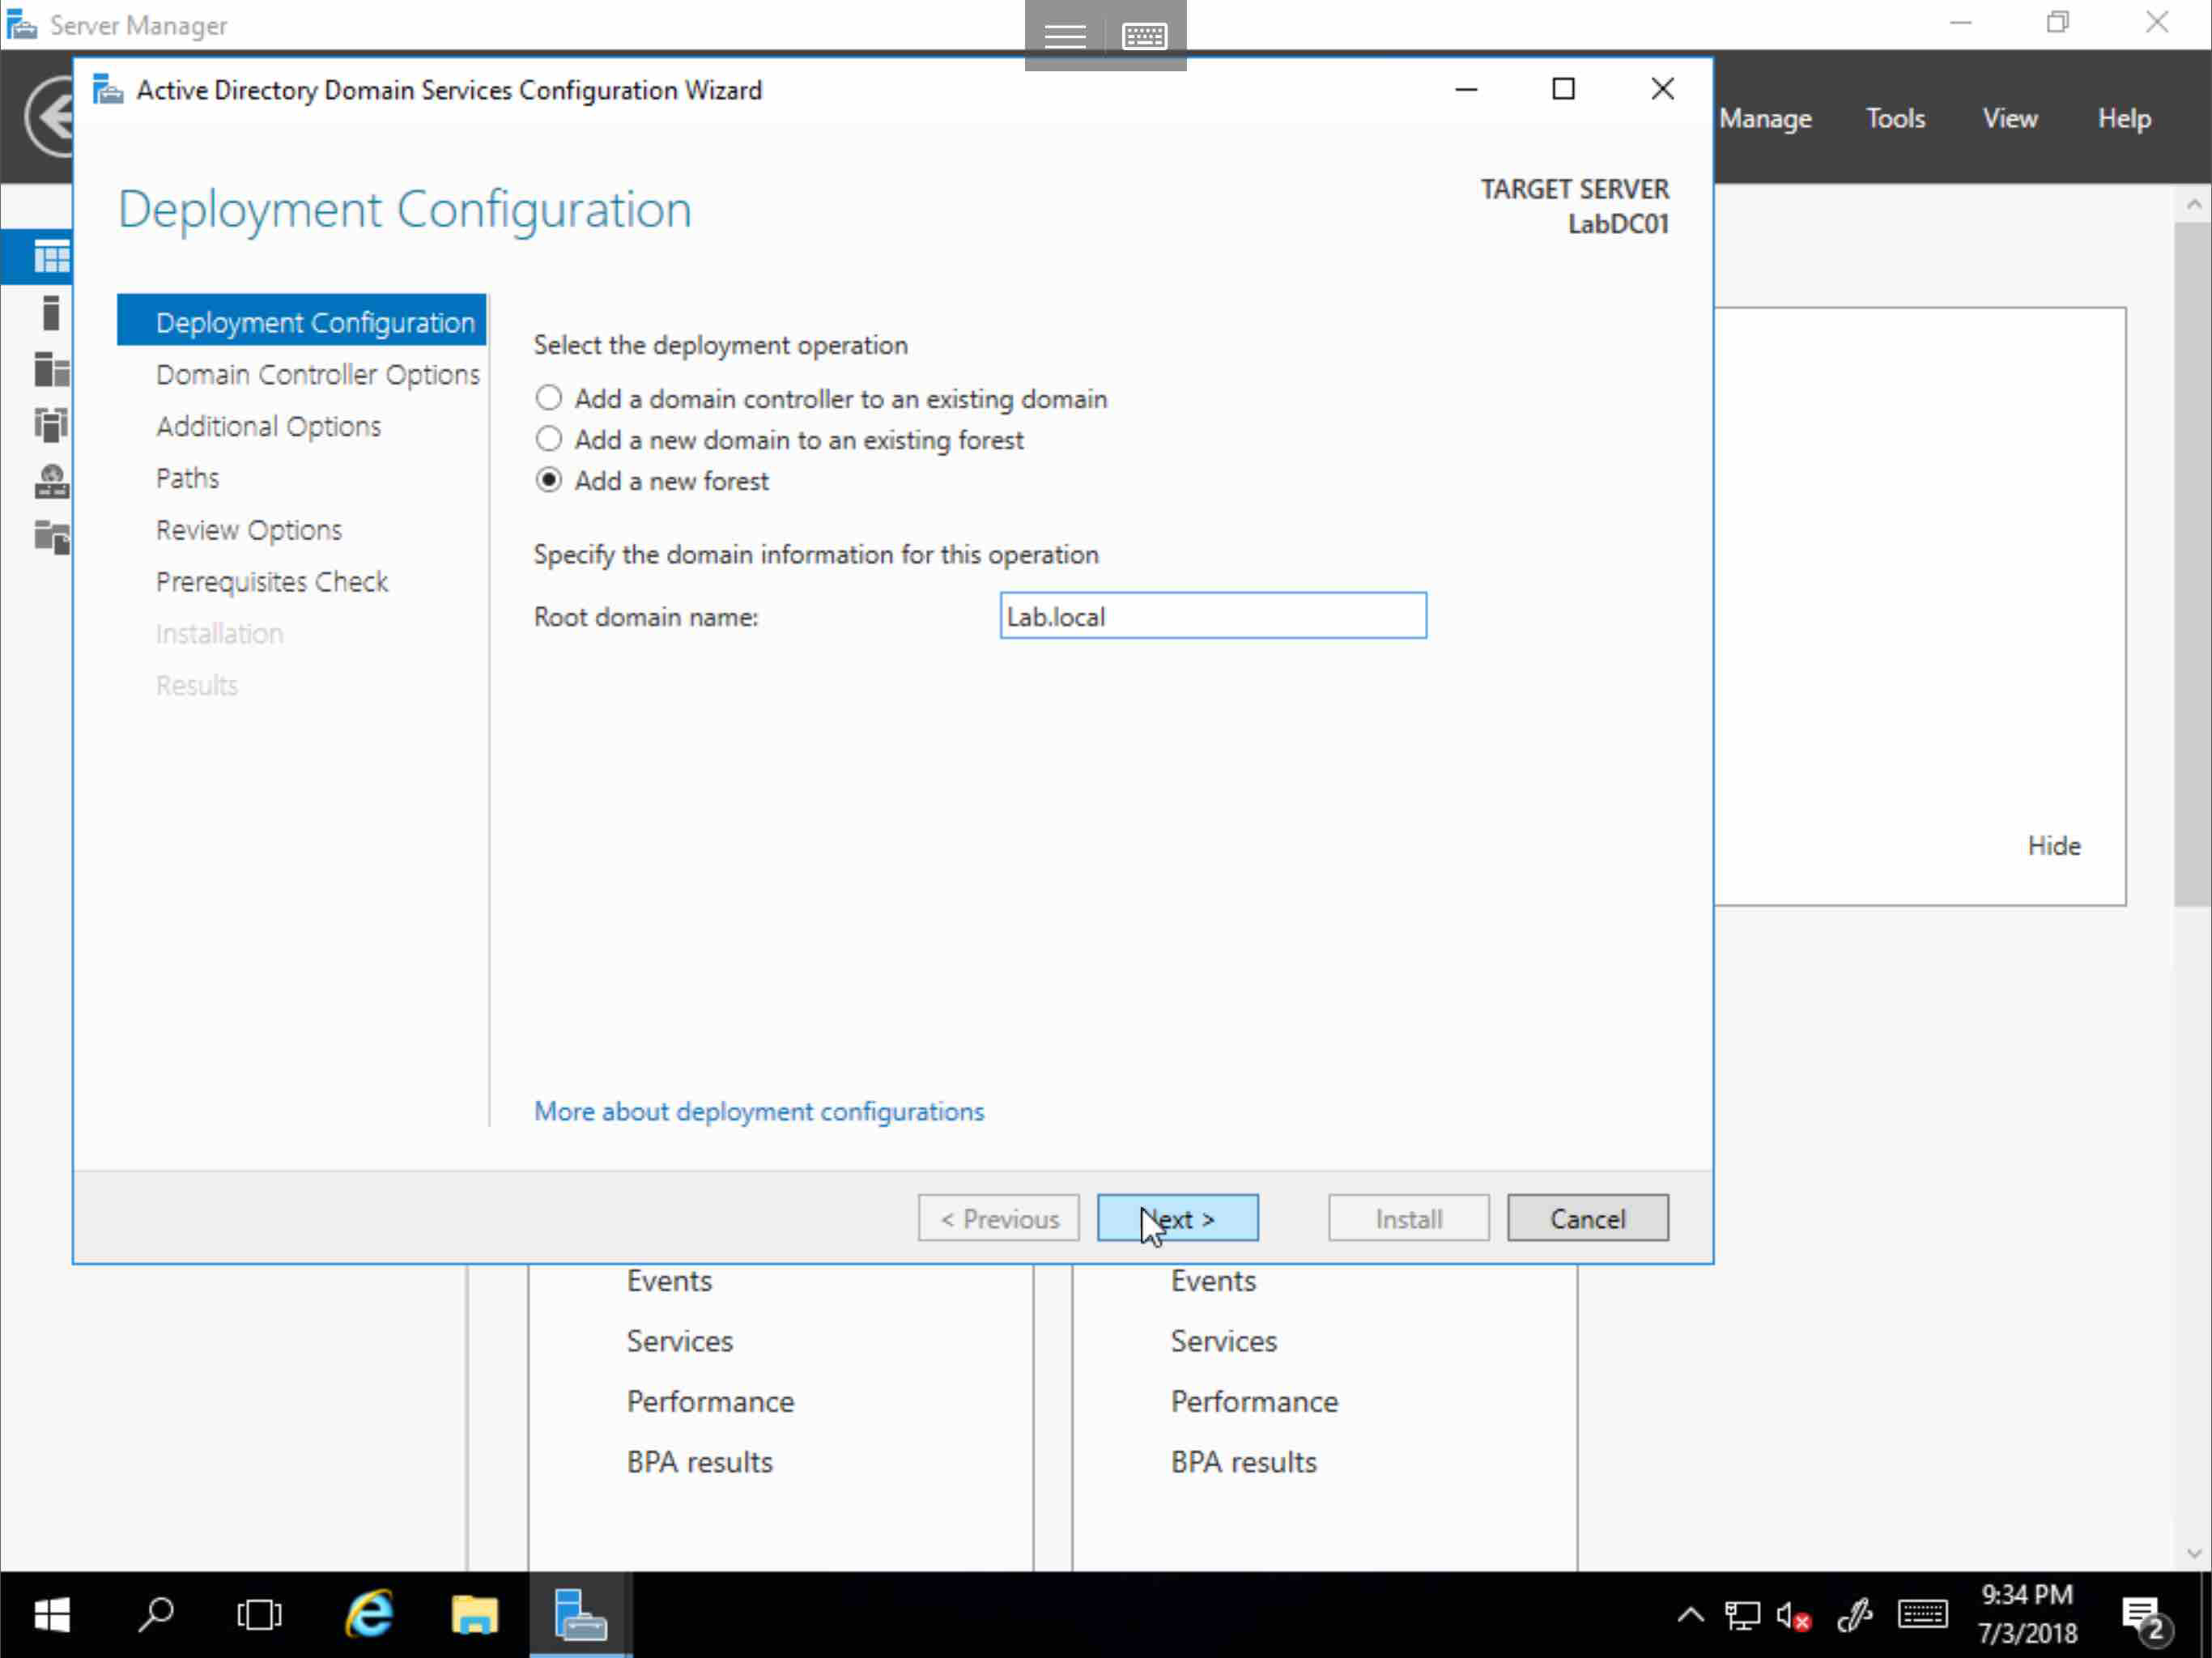 Server Manager
Active Directory Domain Services Configuration Wizard
Manage Tools View Help
Deployment Configuration
TARGET SERVER
LabDC01
Deployment Configuration
Domain Controller Options
Additional Options
Paths
Review Options
Prerequisites Check
Installation
Results
Select the deployment operation
Add a domain controller to an existing domain
Add a new domain to an existing forest
Add a new forest
Specify the domain information for this operation
Root domain name: Lab.local
Hide
More about deployment configurations
< Previous Next > Install Cancel
Events Events
Services Services
Performance Performance
BPA results BPA results
9:34 PM
7/3/2018
2